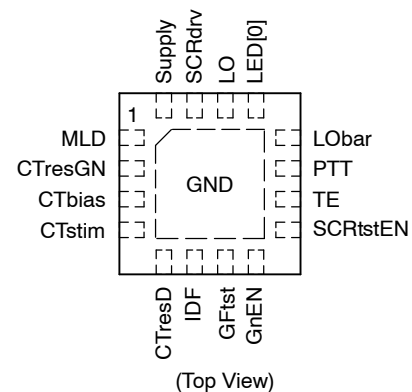 Supply
SCRdrv
LO
LED[0]
1
MLD
CTresGN
CTbias
CTstim
GND
LObar
PTT
TE
SCRtstEN
CTresD
IDF
GFtst
GnEN
(Top View)